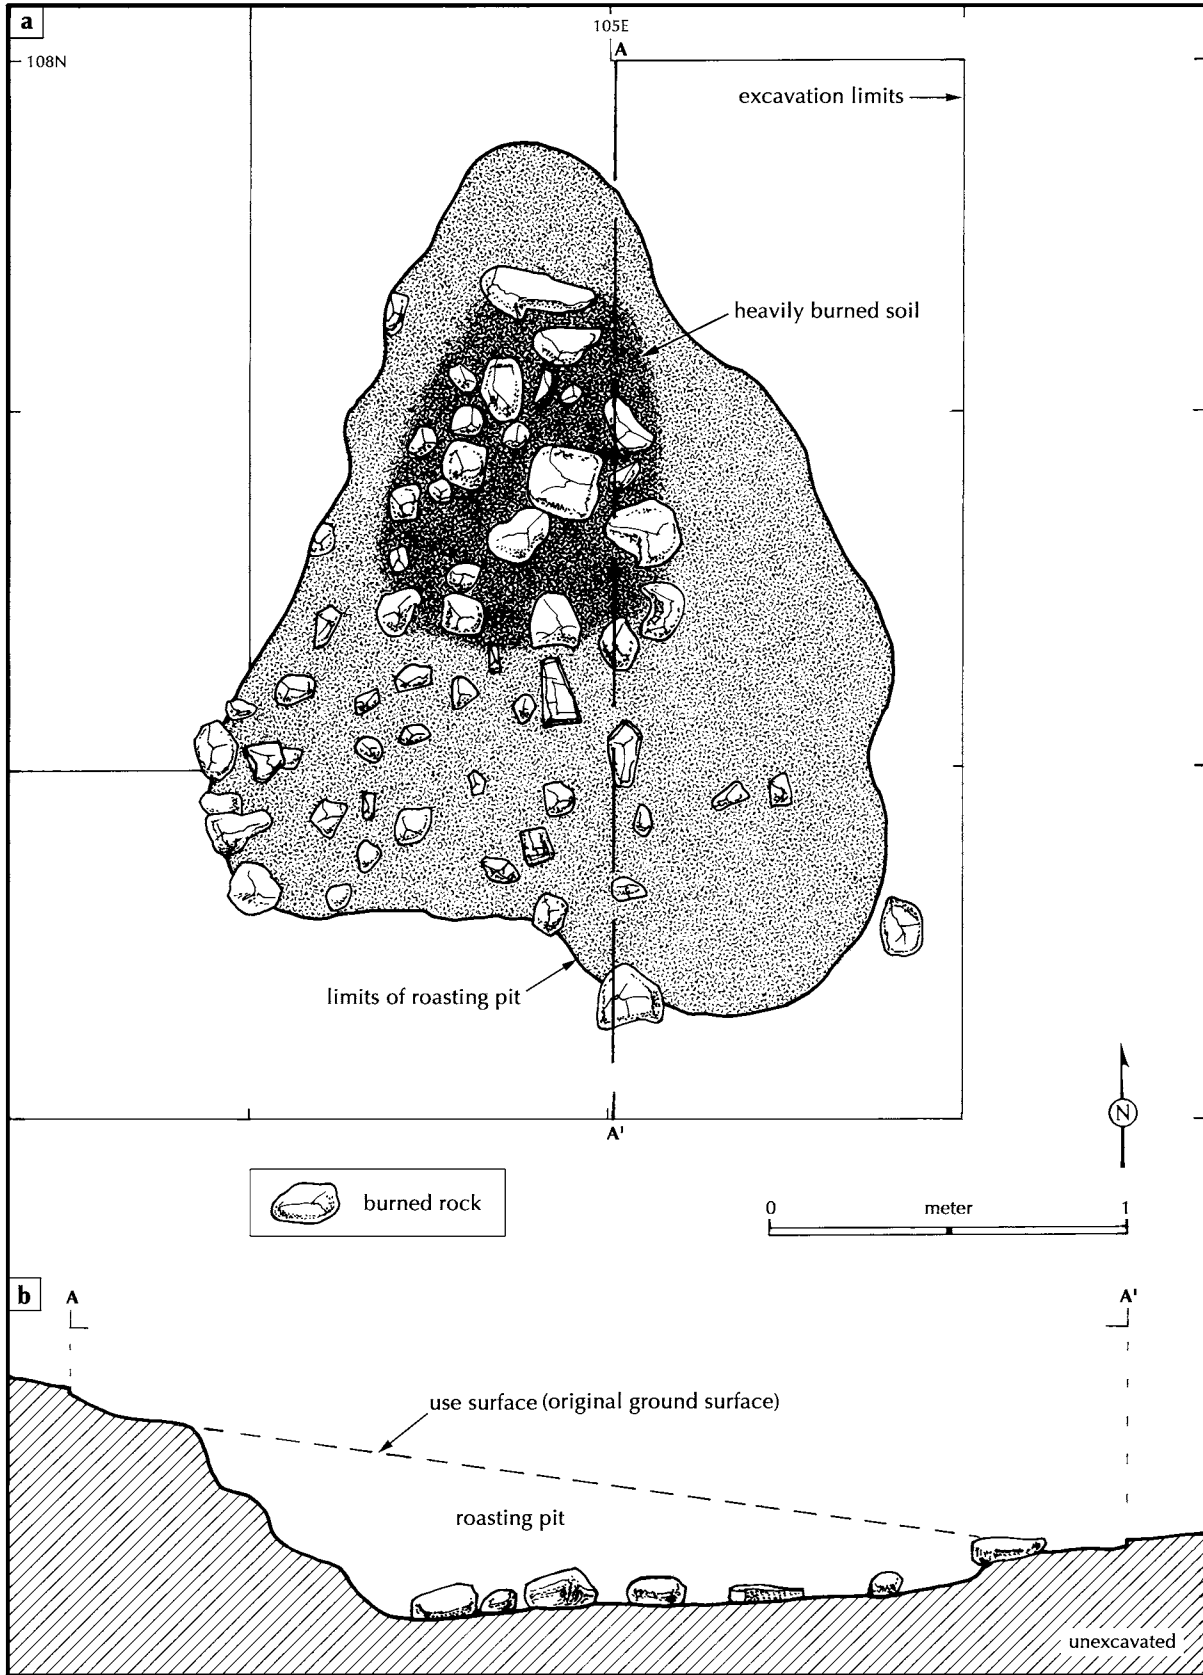 a
105E
108N
A
excavation limits
heavily burned soil
limits of roasting pit
A'
N
burned rock
0 meter 1
b
A A'
use surface (original ground surface)
roasting pit
unexcavated